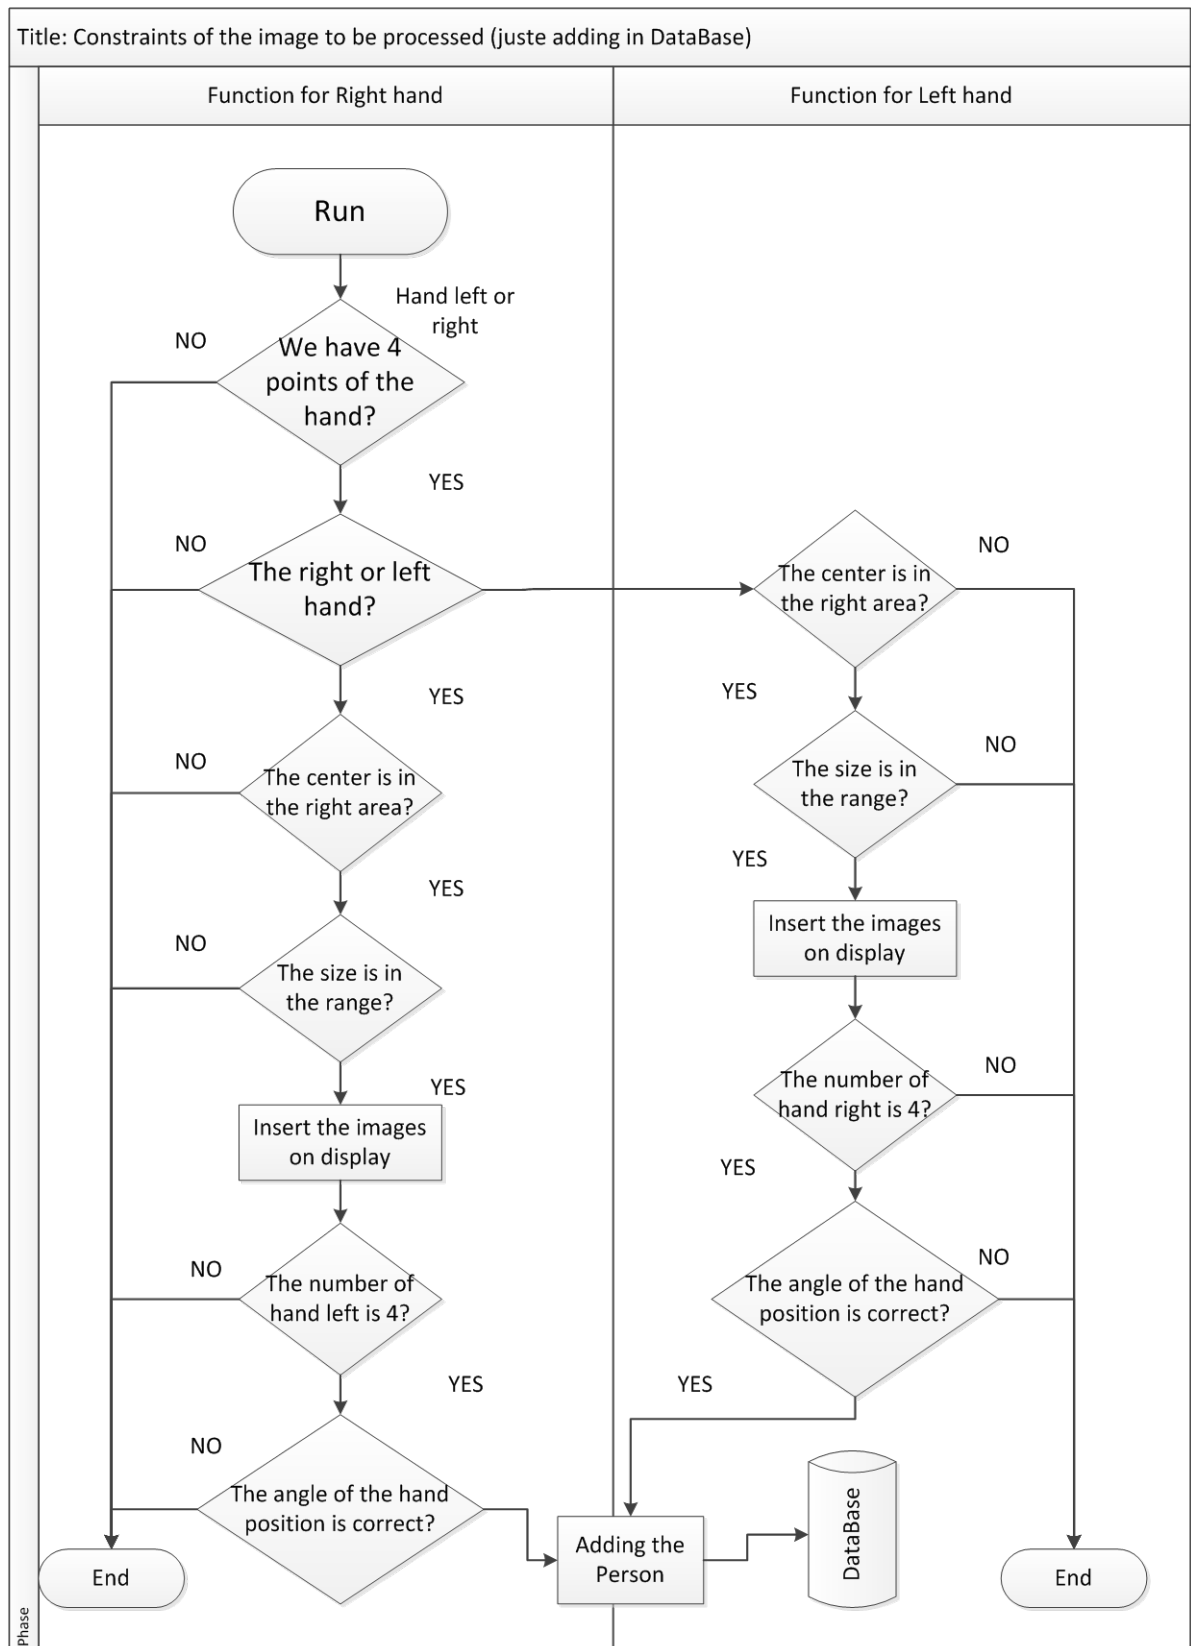 Title: Constraints of the image to be processed (juste adding in DataBase)
Function for Right hand
Function for Left hand
Run
Hand left or
right
NO
We have 4
points of the
hand?
YES
NO
The right or left
hand?
YES
NO
The center is in
the right area?
YES
NO
The size is in
the range?
YES
Insert the images
on display
NO
The number of
hand left is 4?
YES
NO
The angle of the hand
position is correct?
End
NO
The center is in
the right area?
YES
NO
The size is in
the range?
YES
Insert the images
on display
NO
The number of
hand right is 4?
YES
NO
The angle of the hand
position is correct?
YES
Adding the
Person
DataBase
End
Phase